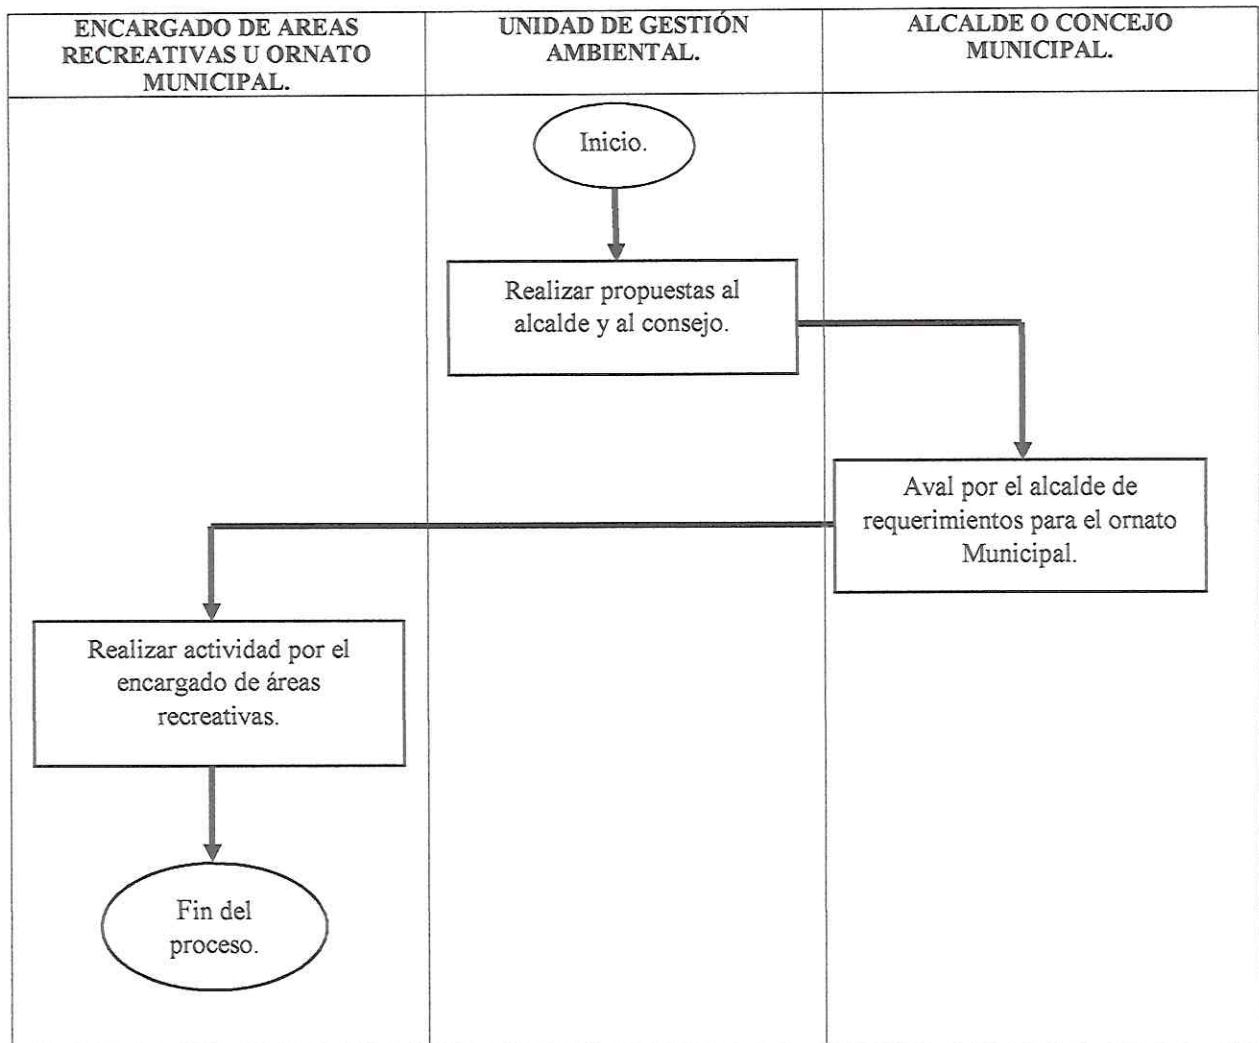 ENCARGADO DE AREAS
RECREATIVAS U ORNATO
MUNICIPAL.
UNIDAD DE GESTIÓN
AMBIENTAL.
ALCALDE O CONCEJO
MUNICIPAL.
Inicio.
Realizar propuestas al
alcalde y al consejo.
Aval por el alcalde de
requerimientos para el ornato
Municipal.
Realizar actividad por el
encargado de áreas
recreativas.
Fin del
proceso.